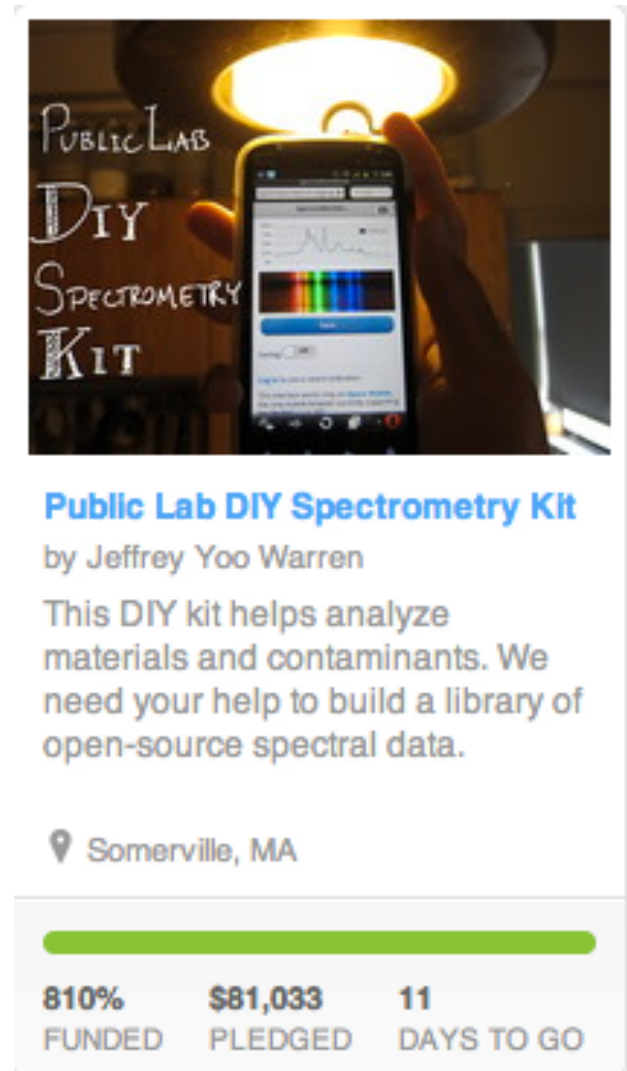 PUBLIC LAB
DIY
SPECTROMETRY
KIT
Public Lab DIY Spectrometry Kit
by Jeffrey Yoo Warren
This DIY kit helps analyze
materials and contaminants. We
need your help to build a library of
open-source spectral data.
Somerville, MA
810%
$81,033
11
FUNDED
PLEDGED
DAYS TO GO